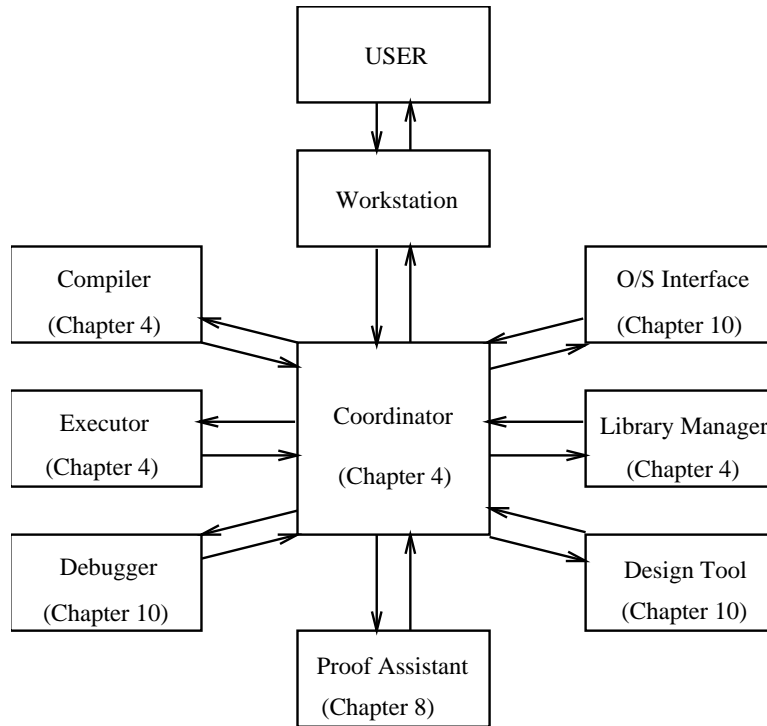 USER
Workstation
Compiler
(Chapter 4)
O/S Interface
(Chapter 10)
Executor
(Chapter 4)
Coordinator
(Chapter 4)
Library Manager
(Chapter 4)
Debugger
(Chapter 10)
Design Tool
(Chapter 10)
Proof Assistant
(Chapter 8)